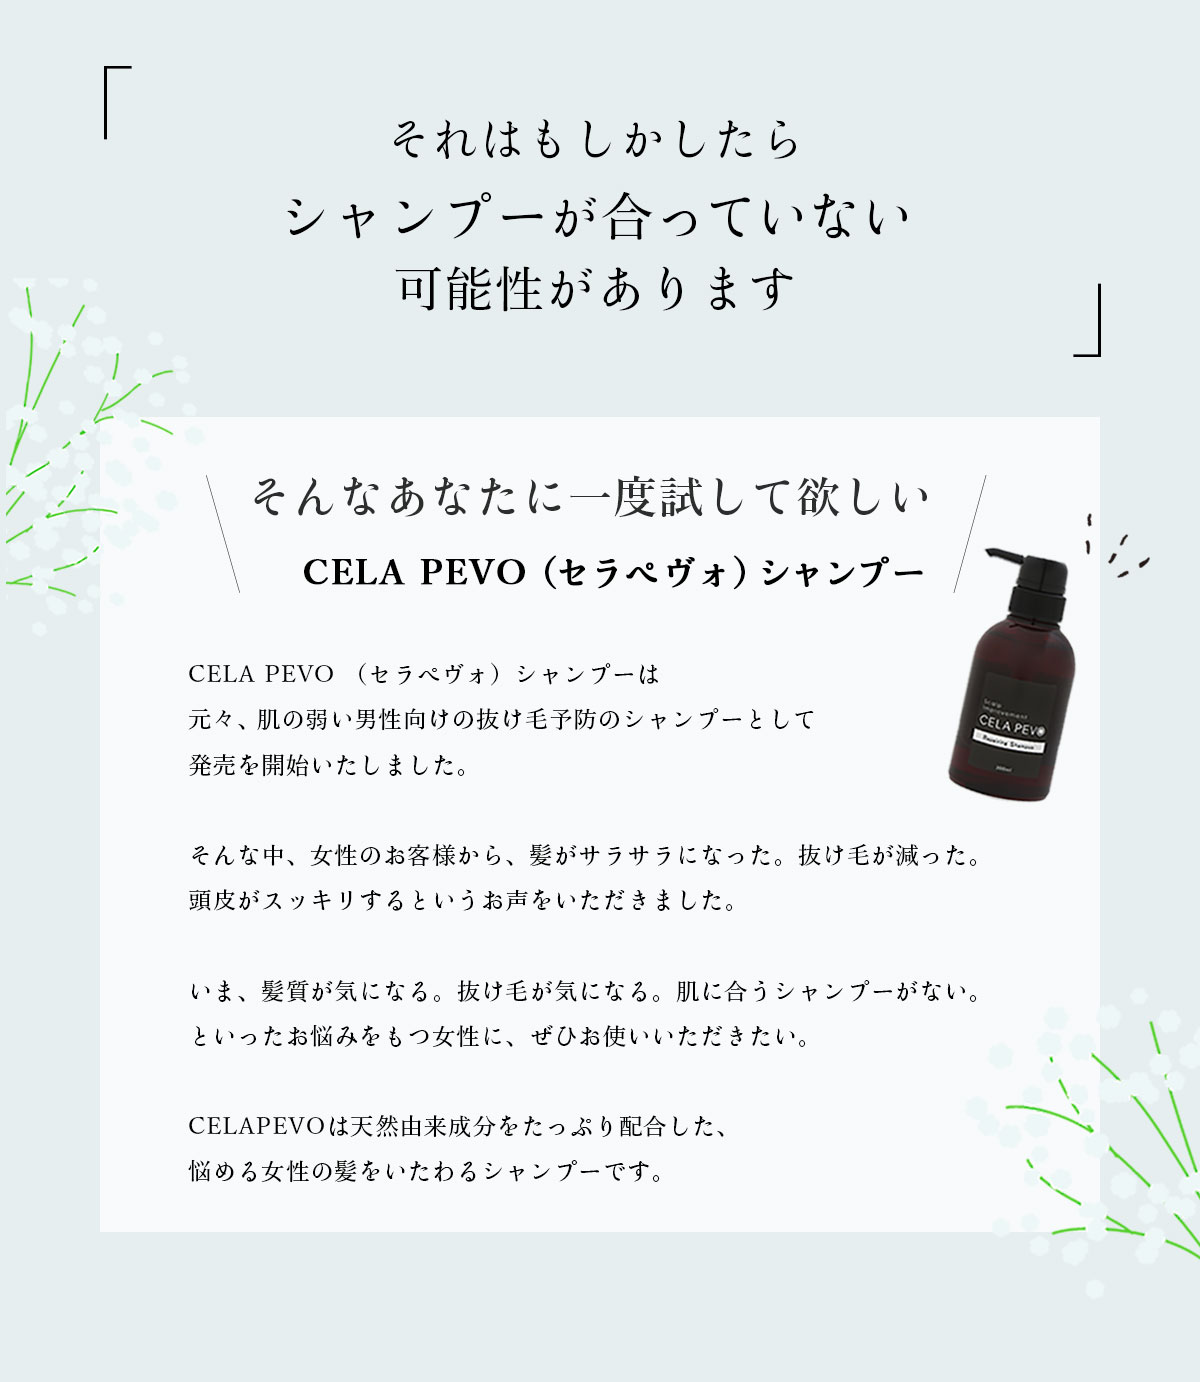 それはもしかしたら
シャンプーが合っていない
可能性があります
そんなあなたに一度試して欲しい
CELA PEVO（セラペヴォ）シャンプー
CELA PEVO （セラペヴォ）シャンプーは
元々、肌の弱い男性向けの抜け毛予防のシャンプーとして
発売を開始いたしました。
そんな中、女性のお客様から、髪がサラサラになった。抜け毛が減った。
頭皮がスッキリするというお声をいただきました。
いま、髪質が気になる。抜け毛が気になる。肌に合うシャンプーがない。
といったお悩みをもつ女性に、ぜひお使いいただきたい。
CELAPEVOは天然由来成分をたっぷり配合した、
悩める女性の髪をいたわるシャンプーです。
Scalp
Improvement
CELA PEVO
Shampoo